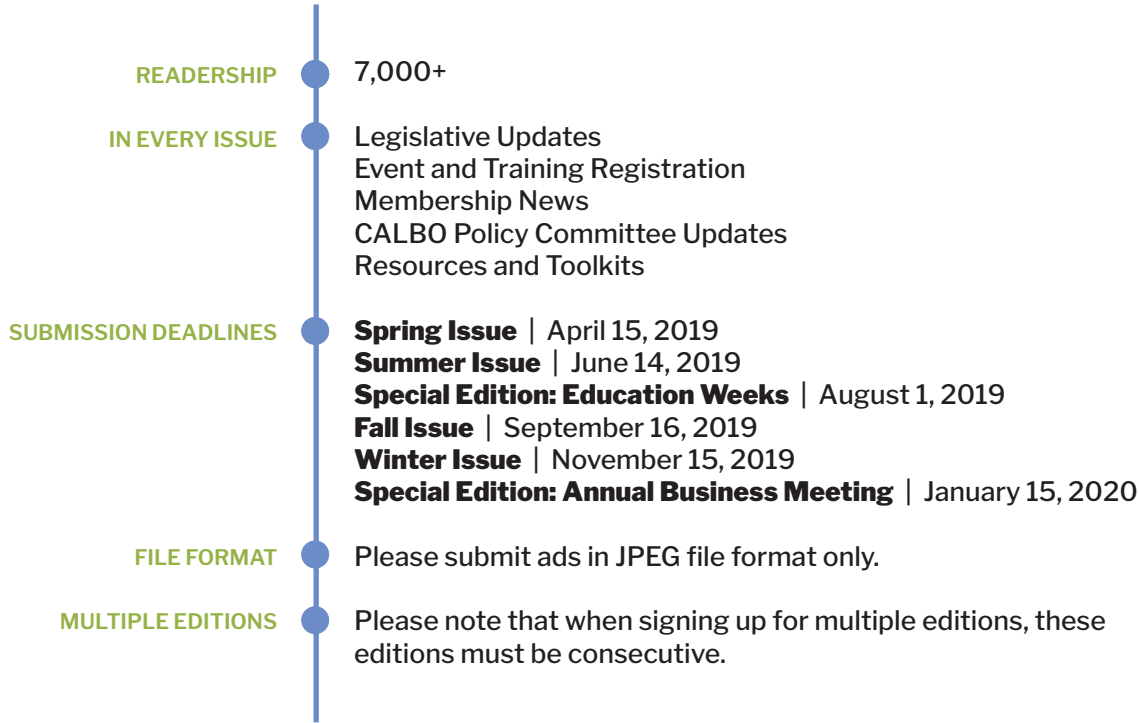 READERSHIP
7,000+
IN EVERY ISSUE
Legislative Updates
Event and Training Registration
Membership News
CALBO Policy Committee Updates
Resources and Toolkits
SUBMISSION DEADLINES
Spring Issue | April 15, 2019
Summer Issue | June 14, 2019
Special Edition: Education Weeks | August 1, 2019
Fall Issue | September 16, 2019
Winter Issue | November 15, 2019
Special Edition: Annual Business Meeting | January 15, 2020
FILE FORMAT
Please submit ads in JPEG file format only.
MULTIPLE EDITIONS
Please note that when signing up for multiple editions, these
editions must be consecutive.